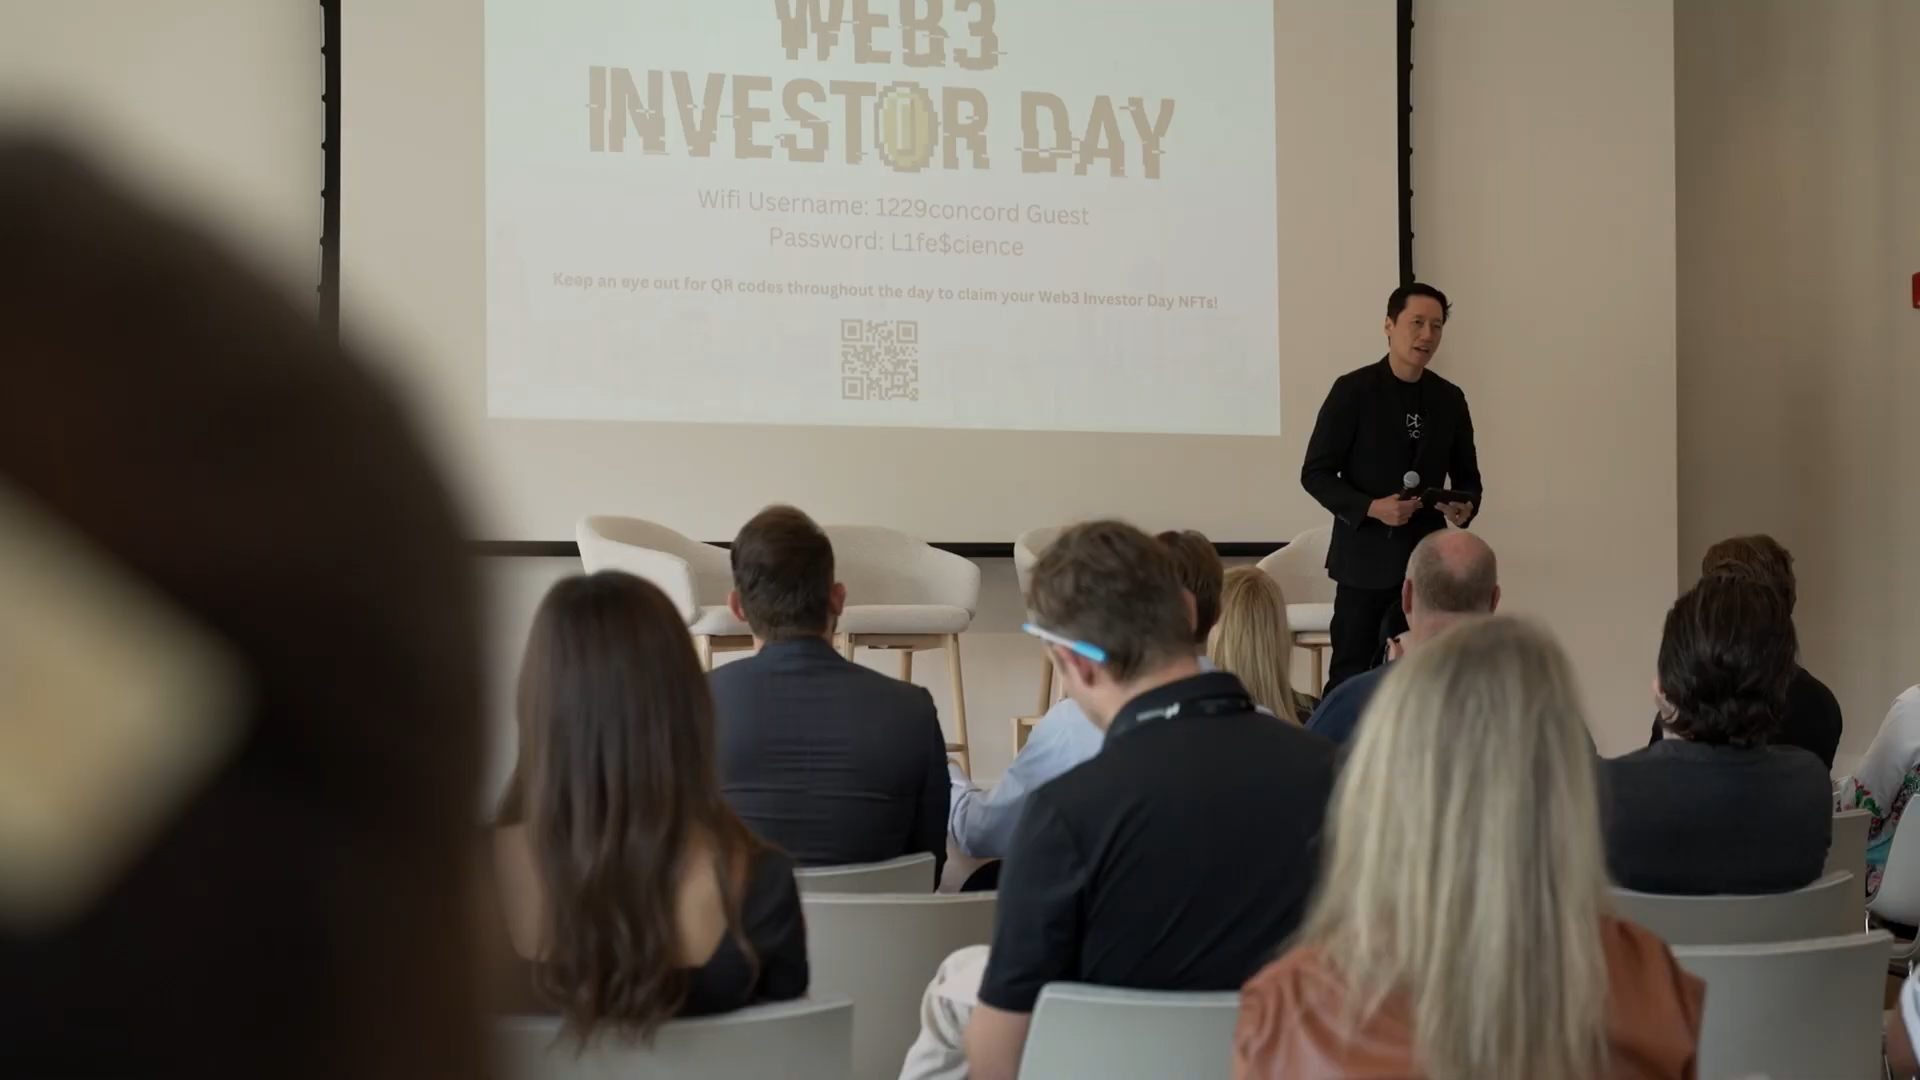 WEB3
INVESTOR DAY
Wifi Username: 1229concord Guest
Password: L1fe$cience
Keep an eye out for QR codes throughout the day to claim your Web3 Investor Day NFTs!